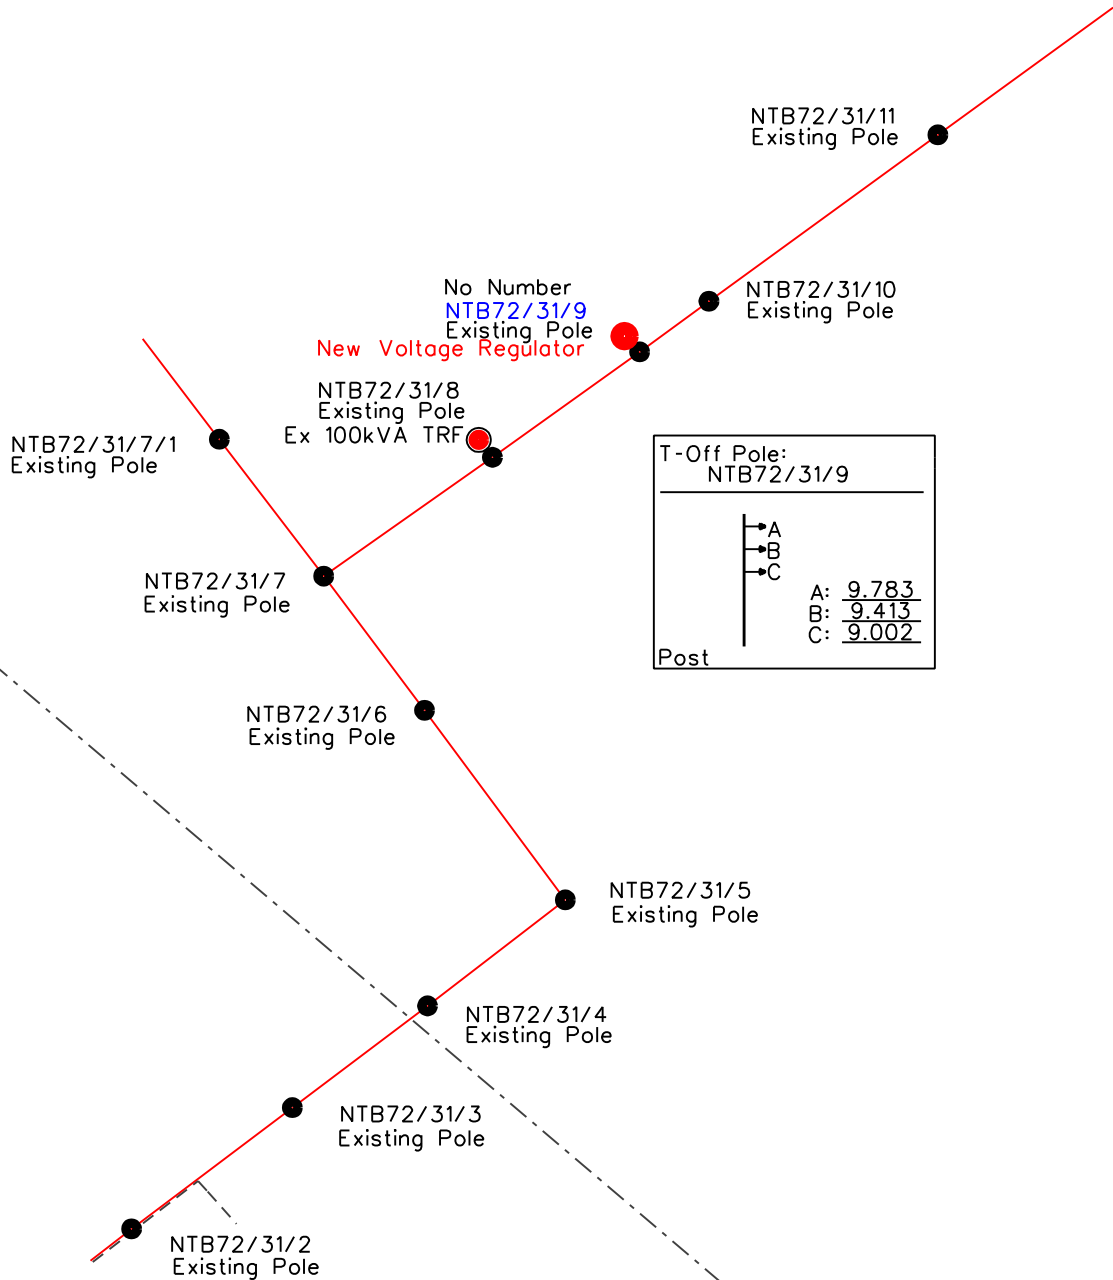 NTB72/31/11
Existing Pole
No Number
NTB72/31/9
Existing Pole
New Voltage Regulator
NTB72/31/10
Existing Pole
NTB72/31/8
Existing Pole
Ex 100kVA TRF
NTB72/31/7/1
Existing Pole
T-Off Pole:
NTB72/31/9
A
B
C
A: 9.783
B: 9.413
C: 9.002
Post
NTB72/31/7
Existing Pole
NTB72/31/6
Existing Pole
NTB72/31/5
Existing Pole
NTB72/31/4
Existing Pole
NTB72/31/3
Existing Pole
NTB72/31/2
Existing Pole